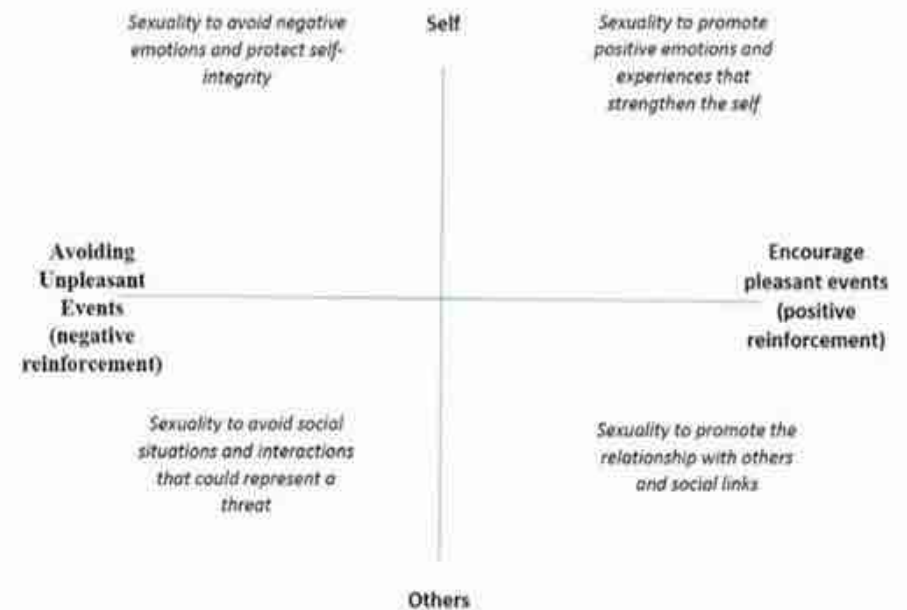 Sexuality to avoid negative
emotions and protect self-
integrity
Self
Sexuality to promote
positive emotions and
experiences that
strengthen the self
Avoiding
Unpleasant
Events
(negative
reinforcement)
Encourage
pleasant events
(positive
reinforcement)
Sexuality to avoid social
situations and interactions
that could represent a
threat
Sexuality to promote the
relationship with others
and social links
Others